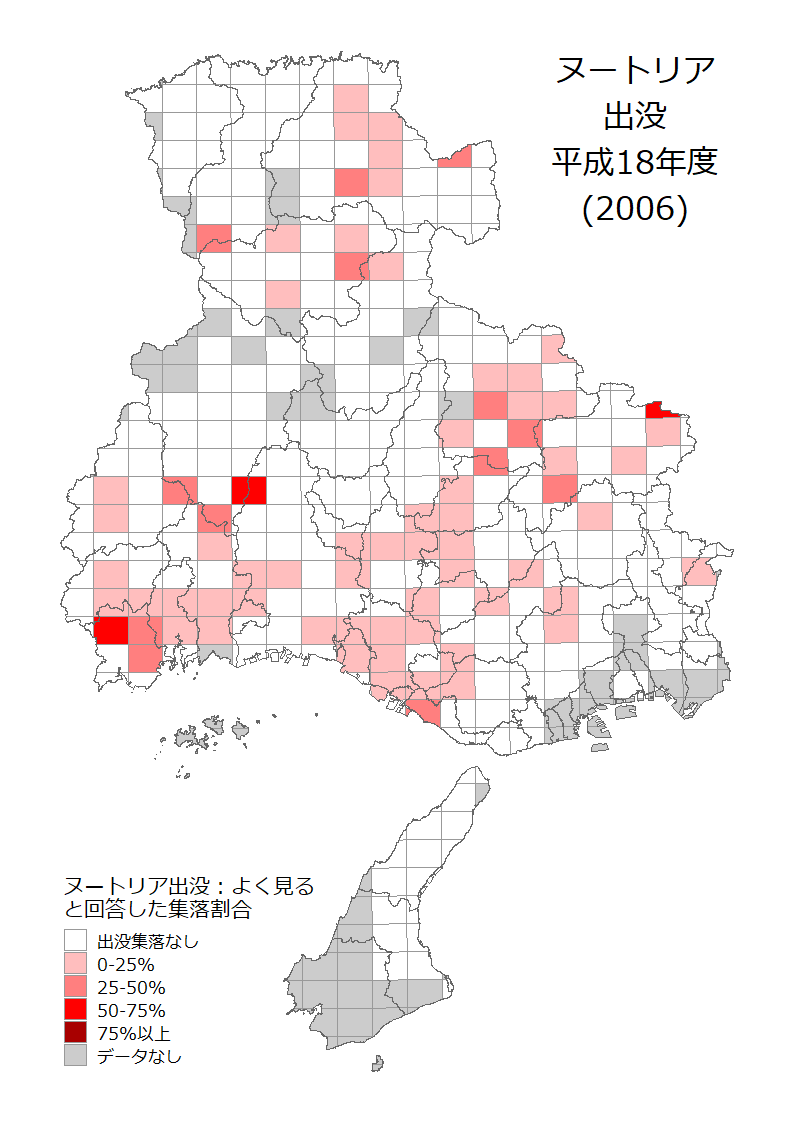 ヌートリア
出没
平成18年度
(2006)
ヌートリア出没：よく見る
と回答した集落割合
出没集落なし
0-25%
25-50%
50-75%
75%以上
データなし